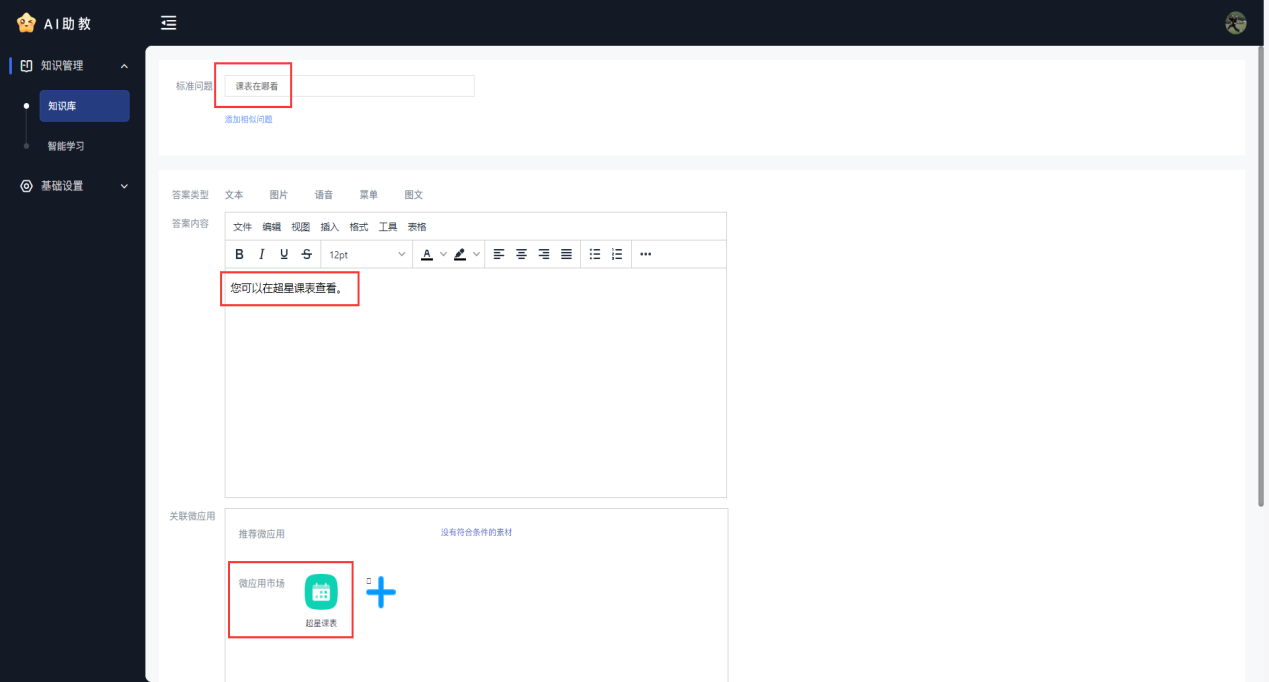 AI助教
知识管理
知识库
智能学习
基础设置
标准问题
课表在哪看
添加相似问题
答案类型 文本 图片 语音 菜单 图文
答案内容
文件 编辑 视图 插入 格式 工具 表格
B I U S 12pt A
您可以在超星课表查看。
关联微应用
推荐微应用 没有符合条件的素材
微应用市场
超星课表